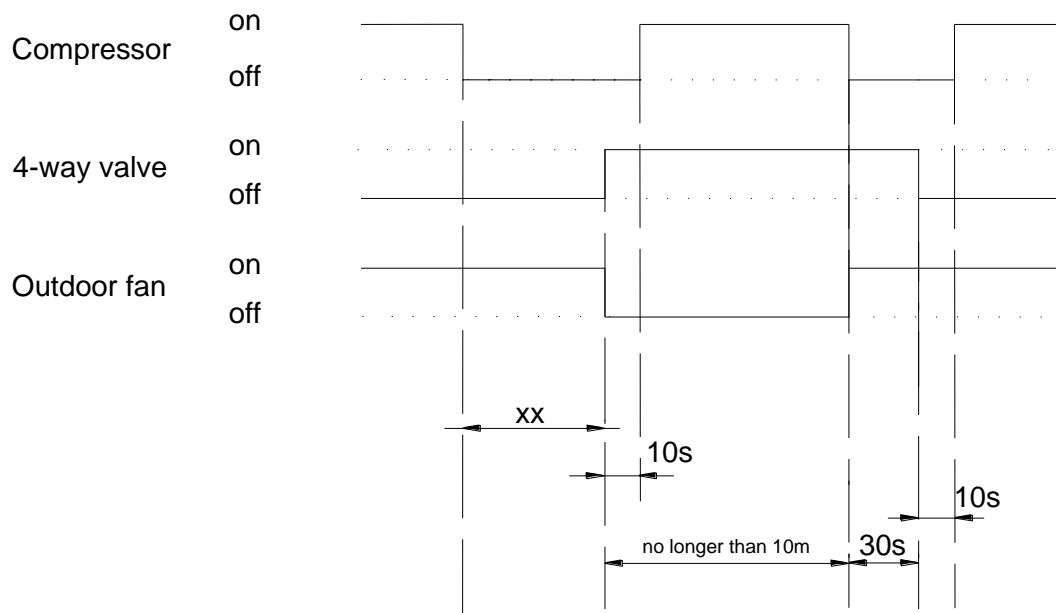 on
Compressor
off
on
4-way valve
off
on
Outdoor fan
off
xx
10s
10s
no longer than 10m
30s